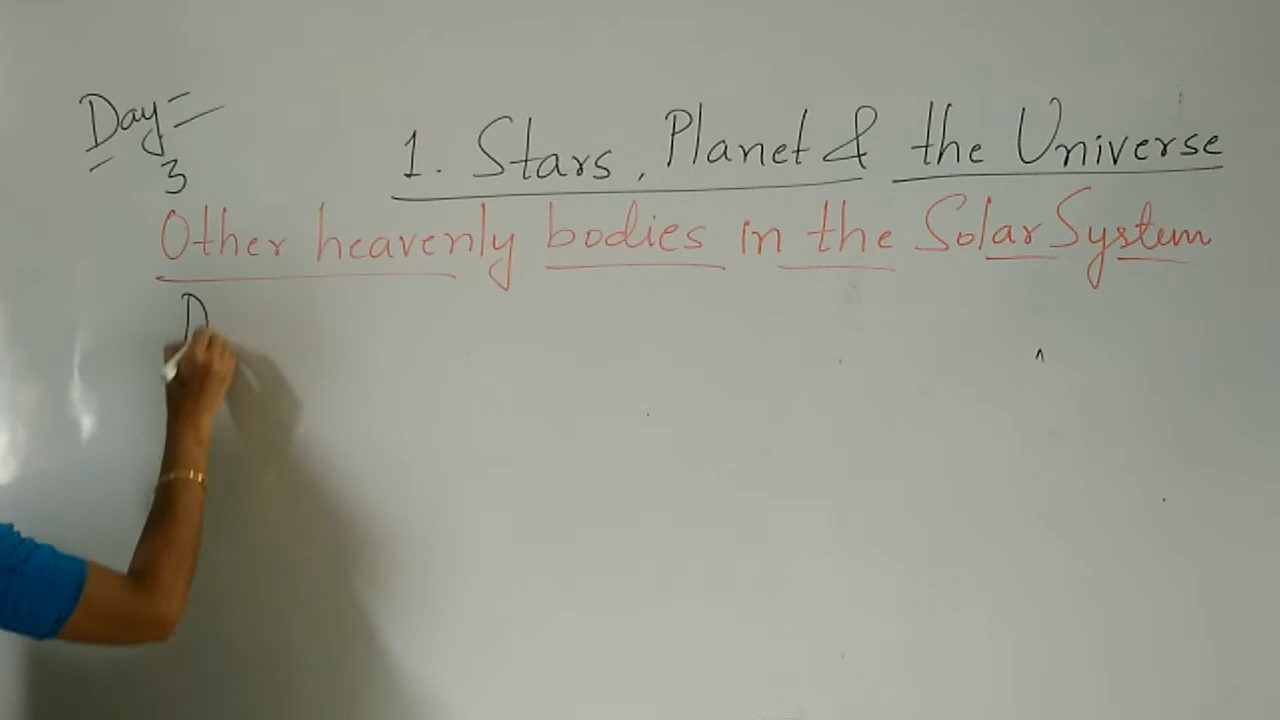 Day
3
1. Stars, Planet & the Universe
Other heavenly bodies in the Solar System
D